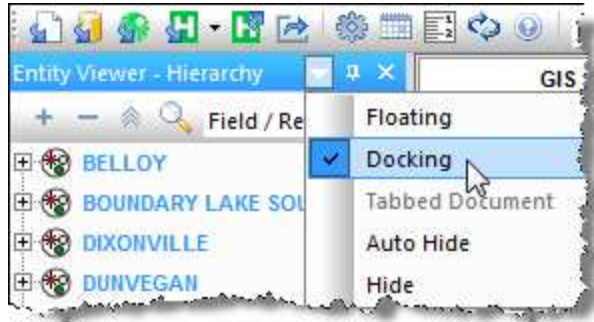 Entity Viewer - Hierarchy
GIS
Field / Re
Floating
BELLOY
Docking
BOUNDARY LAKE SOU
Tabbed Document
DIXONVILLE
Auto Hide
DUNVEGAN
Hide